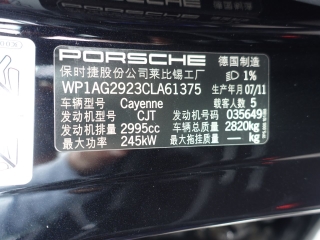 PORSCHE 德国制造
保时捷股份公司莱比锡工厂 1%
WP1AG2923CLA61375 生产年月 07/11
车辆型号 Cayenne 载客人数 5
发动机型号 CJT 发动机号码 035649
发动机排量 2995cc 最大总质量 2820kg
最大功率 245kW 最大拖挂质量 — kg